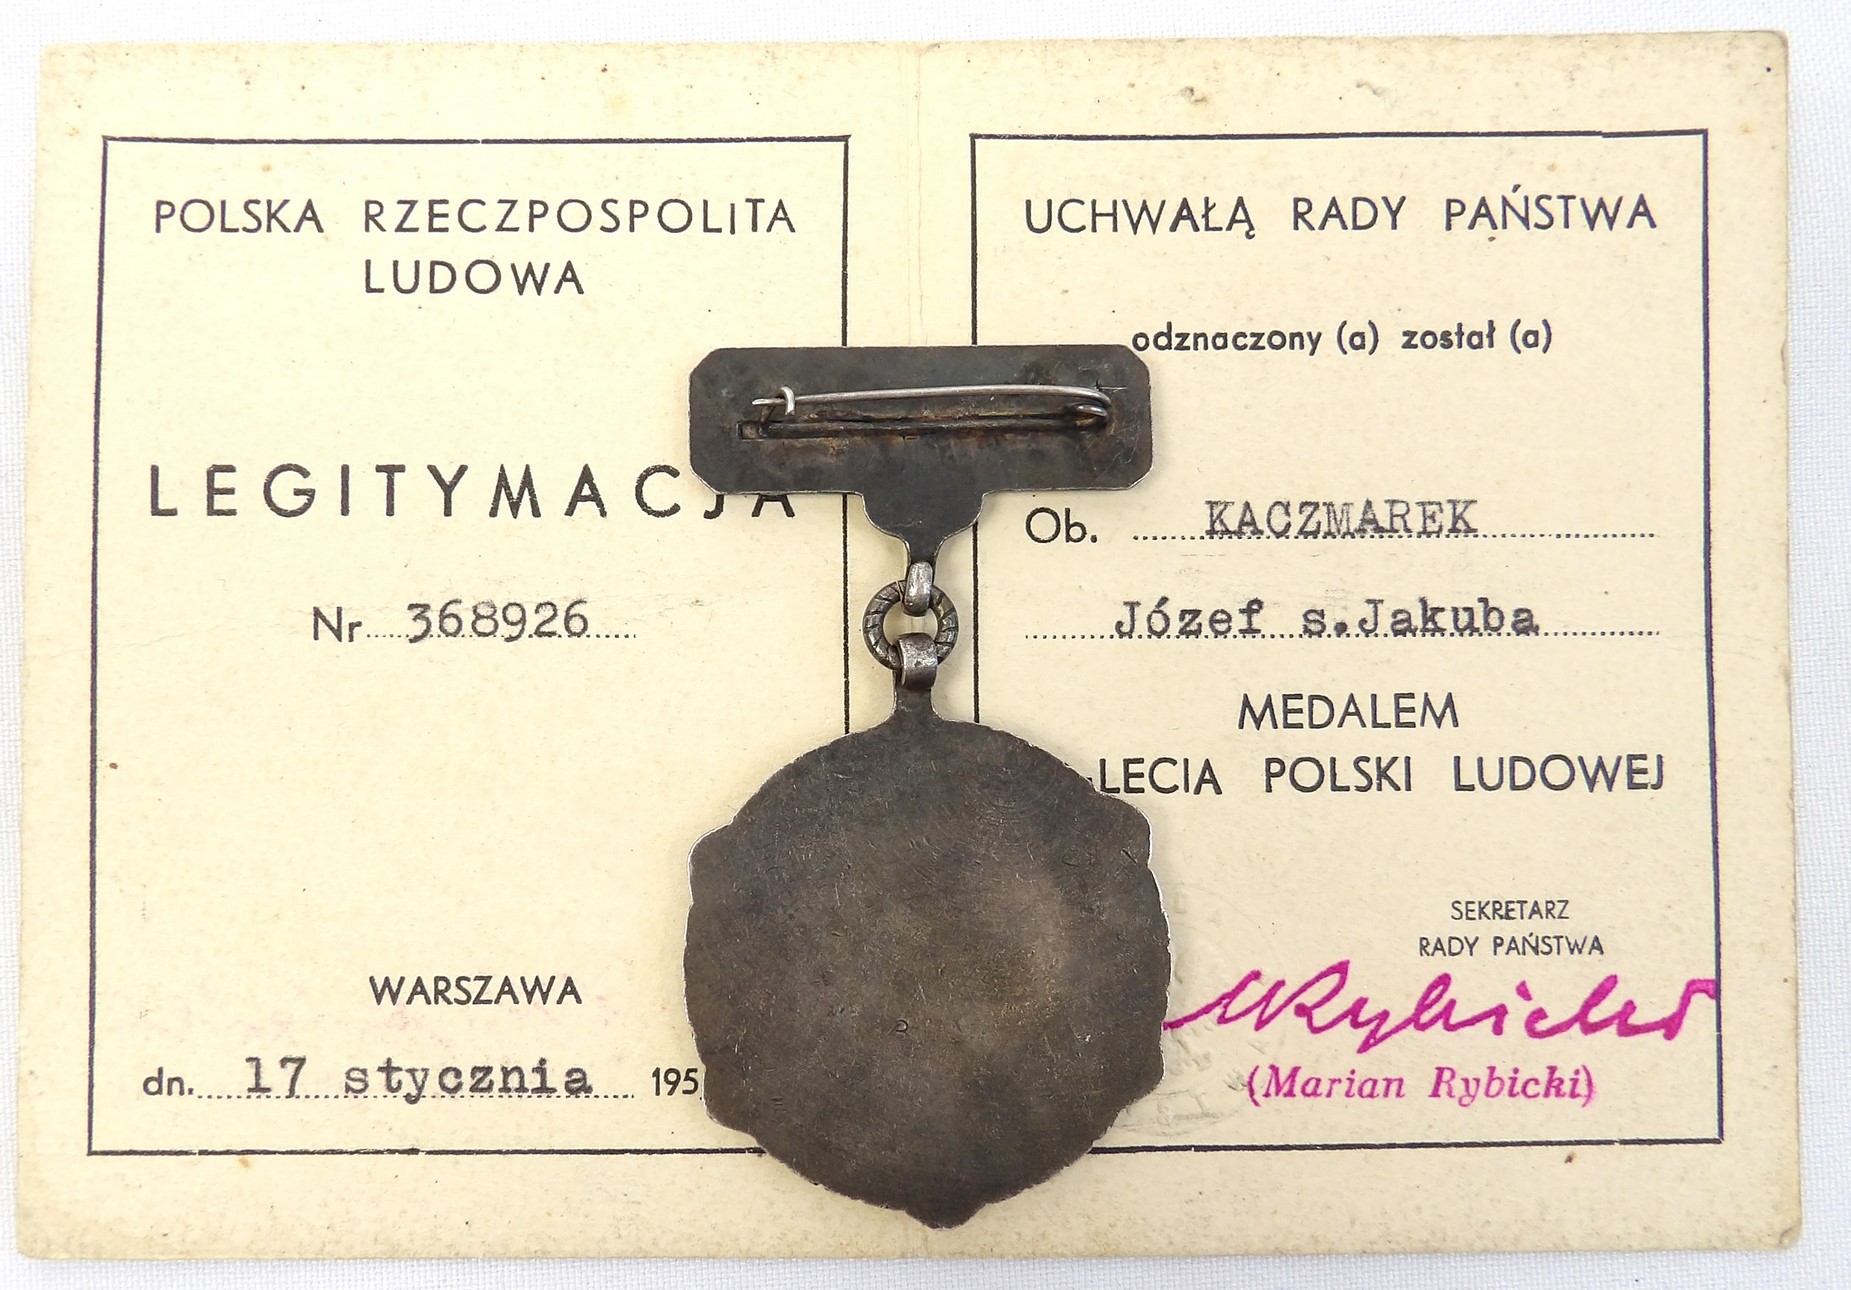 POLSKA RZECZPOSPOLITA
LUDOWA
LEGITYMACJA
Nr 368926
WARSZAWA
dn. 17 stycznia 195
UCHWAŁĄ RADY PAŃSTWA
odznaczony (a) został (a)
Ob. KACZMAREK
Józef s.Jakuba
MEDALEM
-LECIA POLSKI LUDOWEJ
SEKRETARZ
RADY PAŃSTWA
MRybicki
(Marian Rybicki)